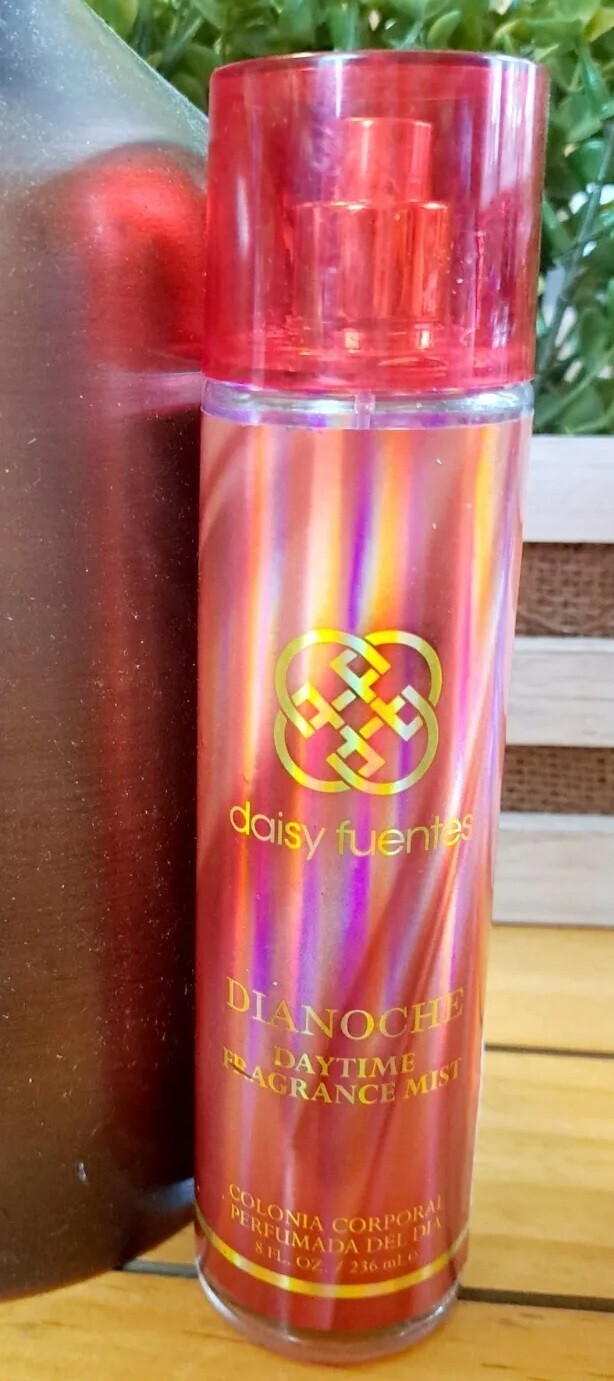 daisy fuentes
DIANOCHE
DAYTIME
FRAGRANCE MIST
COLONIA CORPORAL
PERFUMADA DEL DIA
8 FL. OZ. / 236 mL e